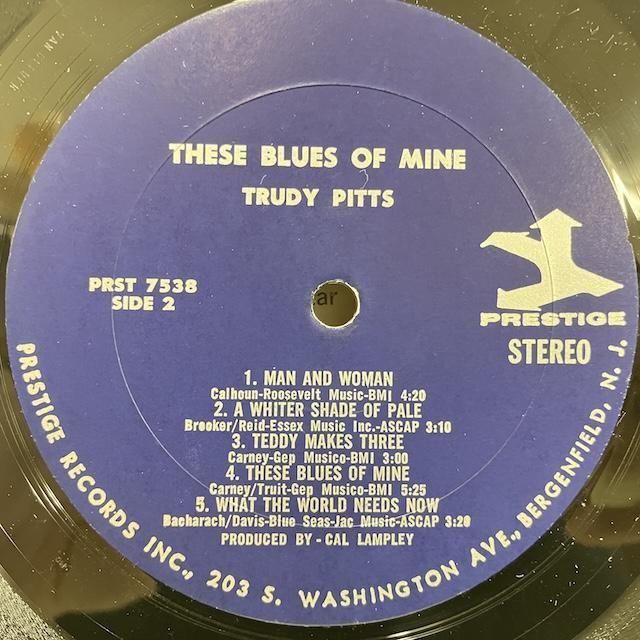 THESE BLUES OF MINE
TRUDY PITTS
PRST 7538
SIDE 2
PRESTIGE
STEREO
1. MAN AND WOMAN
Calhoun-Roosevelt Music-BMI 4:20
2. A WHITER SHADE OF PALE
Brooker/Reid-Essex Music Inc.-ASCAP 3:10
3. TEDDY MAKES THREE
Carney-Gep Musico-BMI 3:00
4. THESE BLUES OF MINE
Carney/Truit-Gep Musico-BMI 5:25
5. WHAT THE WORLD NEEDS NOW
Bacharach/Davis-Blue Seas-Jac Music-ASCAP 3:20
PRODUCED BY - CAL LAMPLEY
PRESTIGE RECORDS INC., 203 S. WASHINGTON AVE., BERGENFIELD, N. J.